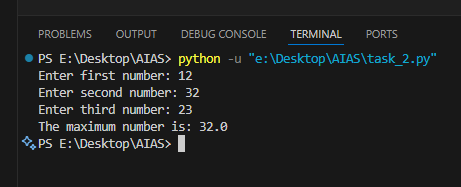 PROBLEMS OUTPUT DEBUG CONSOLE TERMINAL PORTS
PS E:\Desktop\AIAS> python -u "e:\Desktop\AIAS\task_2.py"
Enter first number: 12
Enter second number: 32
Enter third number: 23
The maximum number is: 32.0
PS E:\Desktop\AIAS>